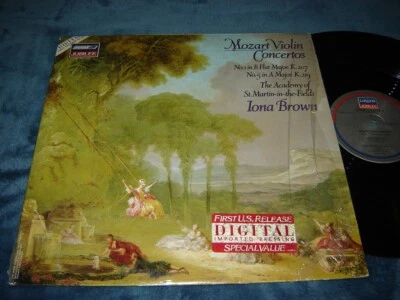 JUBILEE
Mozart Violin
Concertos
No.1 in B Flat Major K.207
No.5 in A Major K.219
The Academy of
St. Martin-in-the-Fields
Iona Brown
FIRST U.S. RELEASE
DIGITAL
IMPORTED PRESSING
SPECIAL VALUE